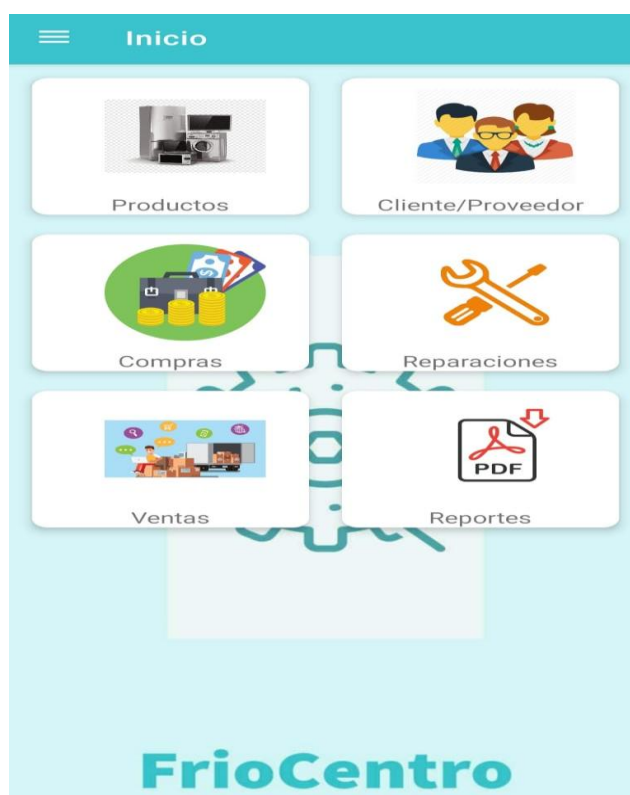 Inicio
Productos
Cliente/Proveedor
Compras
Reparaciones
Ventas
PDF
Reportes
FrioCentro